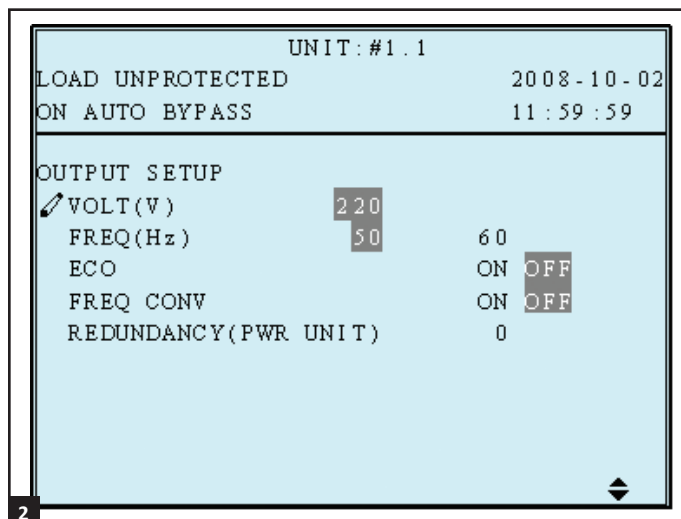 UNIT:#1.1
LOAD UNPROTECTED 2008-10-02
ON AUTO BYPASS 11:59:59
OUTPUT SETUP
VOLT(V) 220
FREQ(Hz) 50 60
ECO ON OFF
FREQ CONV ON OFF
REDUNDANCY(PWR UNIT) 0
2